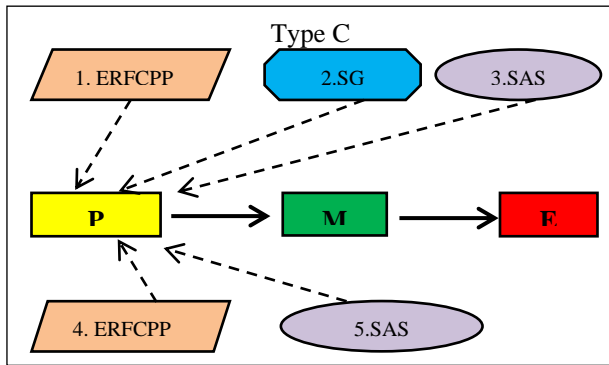 Type C
1. ERFCPP
2.SG
3.SAS
P
M
E
4. ERFCPP
5.SAS